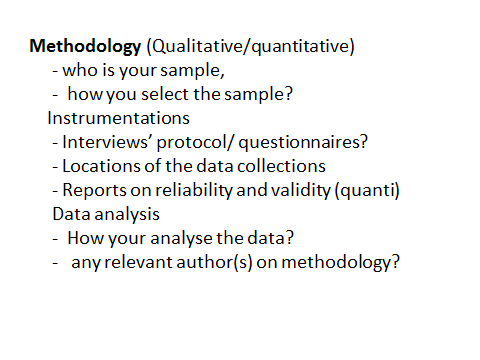 Methodology (Qualitative/quantitative)
- who is your sample,
- how you select the sample?
Instrumentations
- Interviews’ protocol/ questionnaires?
- Locations of the data collections
- Reports on reliability and validity (quanti)
Data analysis
- How your analyse the data?
- any relevant author(s) on methodology?